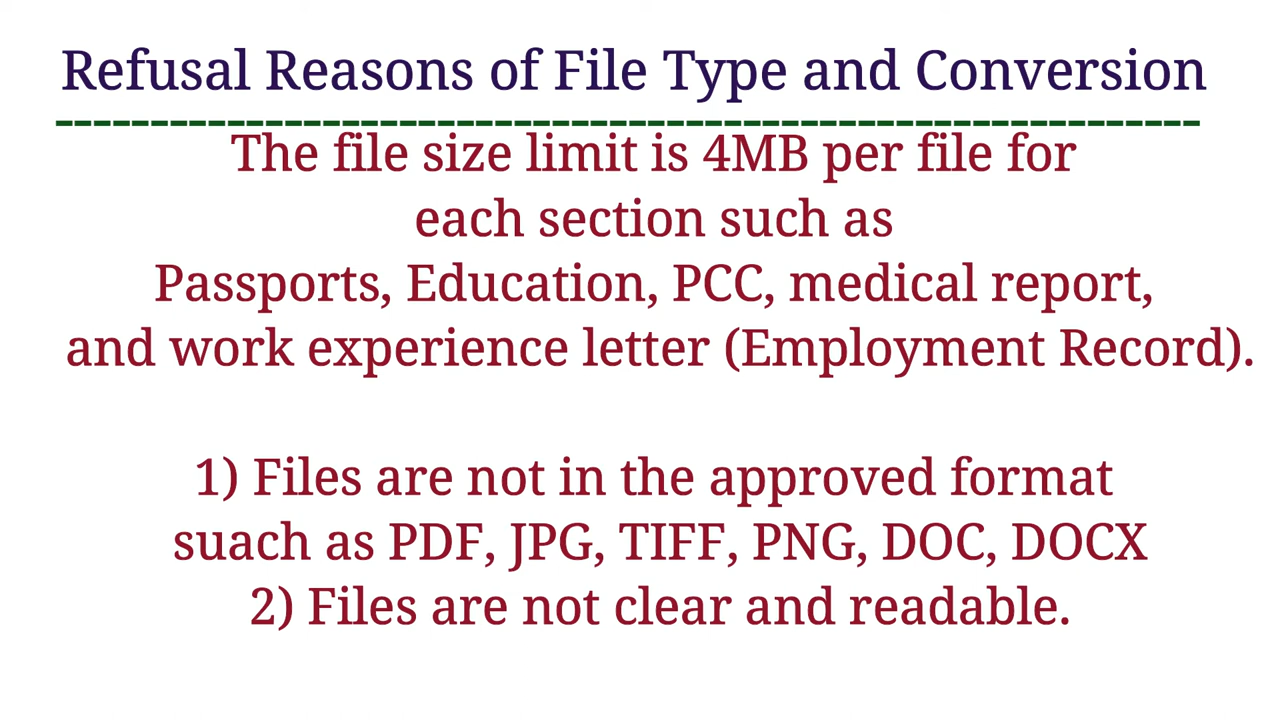 Refusal Reasons of File Type and Conversion
------------------------------------------------------------
The file size limit is 4MB per file for
each section such as
Passports, Education, PCC, medical report,
and work experience letter (Employment Record).
1) Files are not in the approved format
suach as PDF, JPG, TIFF, PNG, DOC, DOCX
2) Files are not clear and readable.